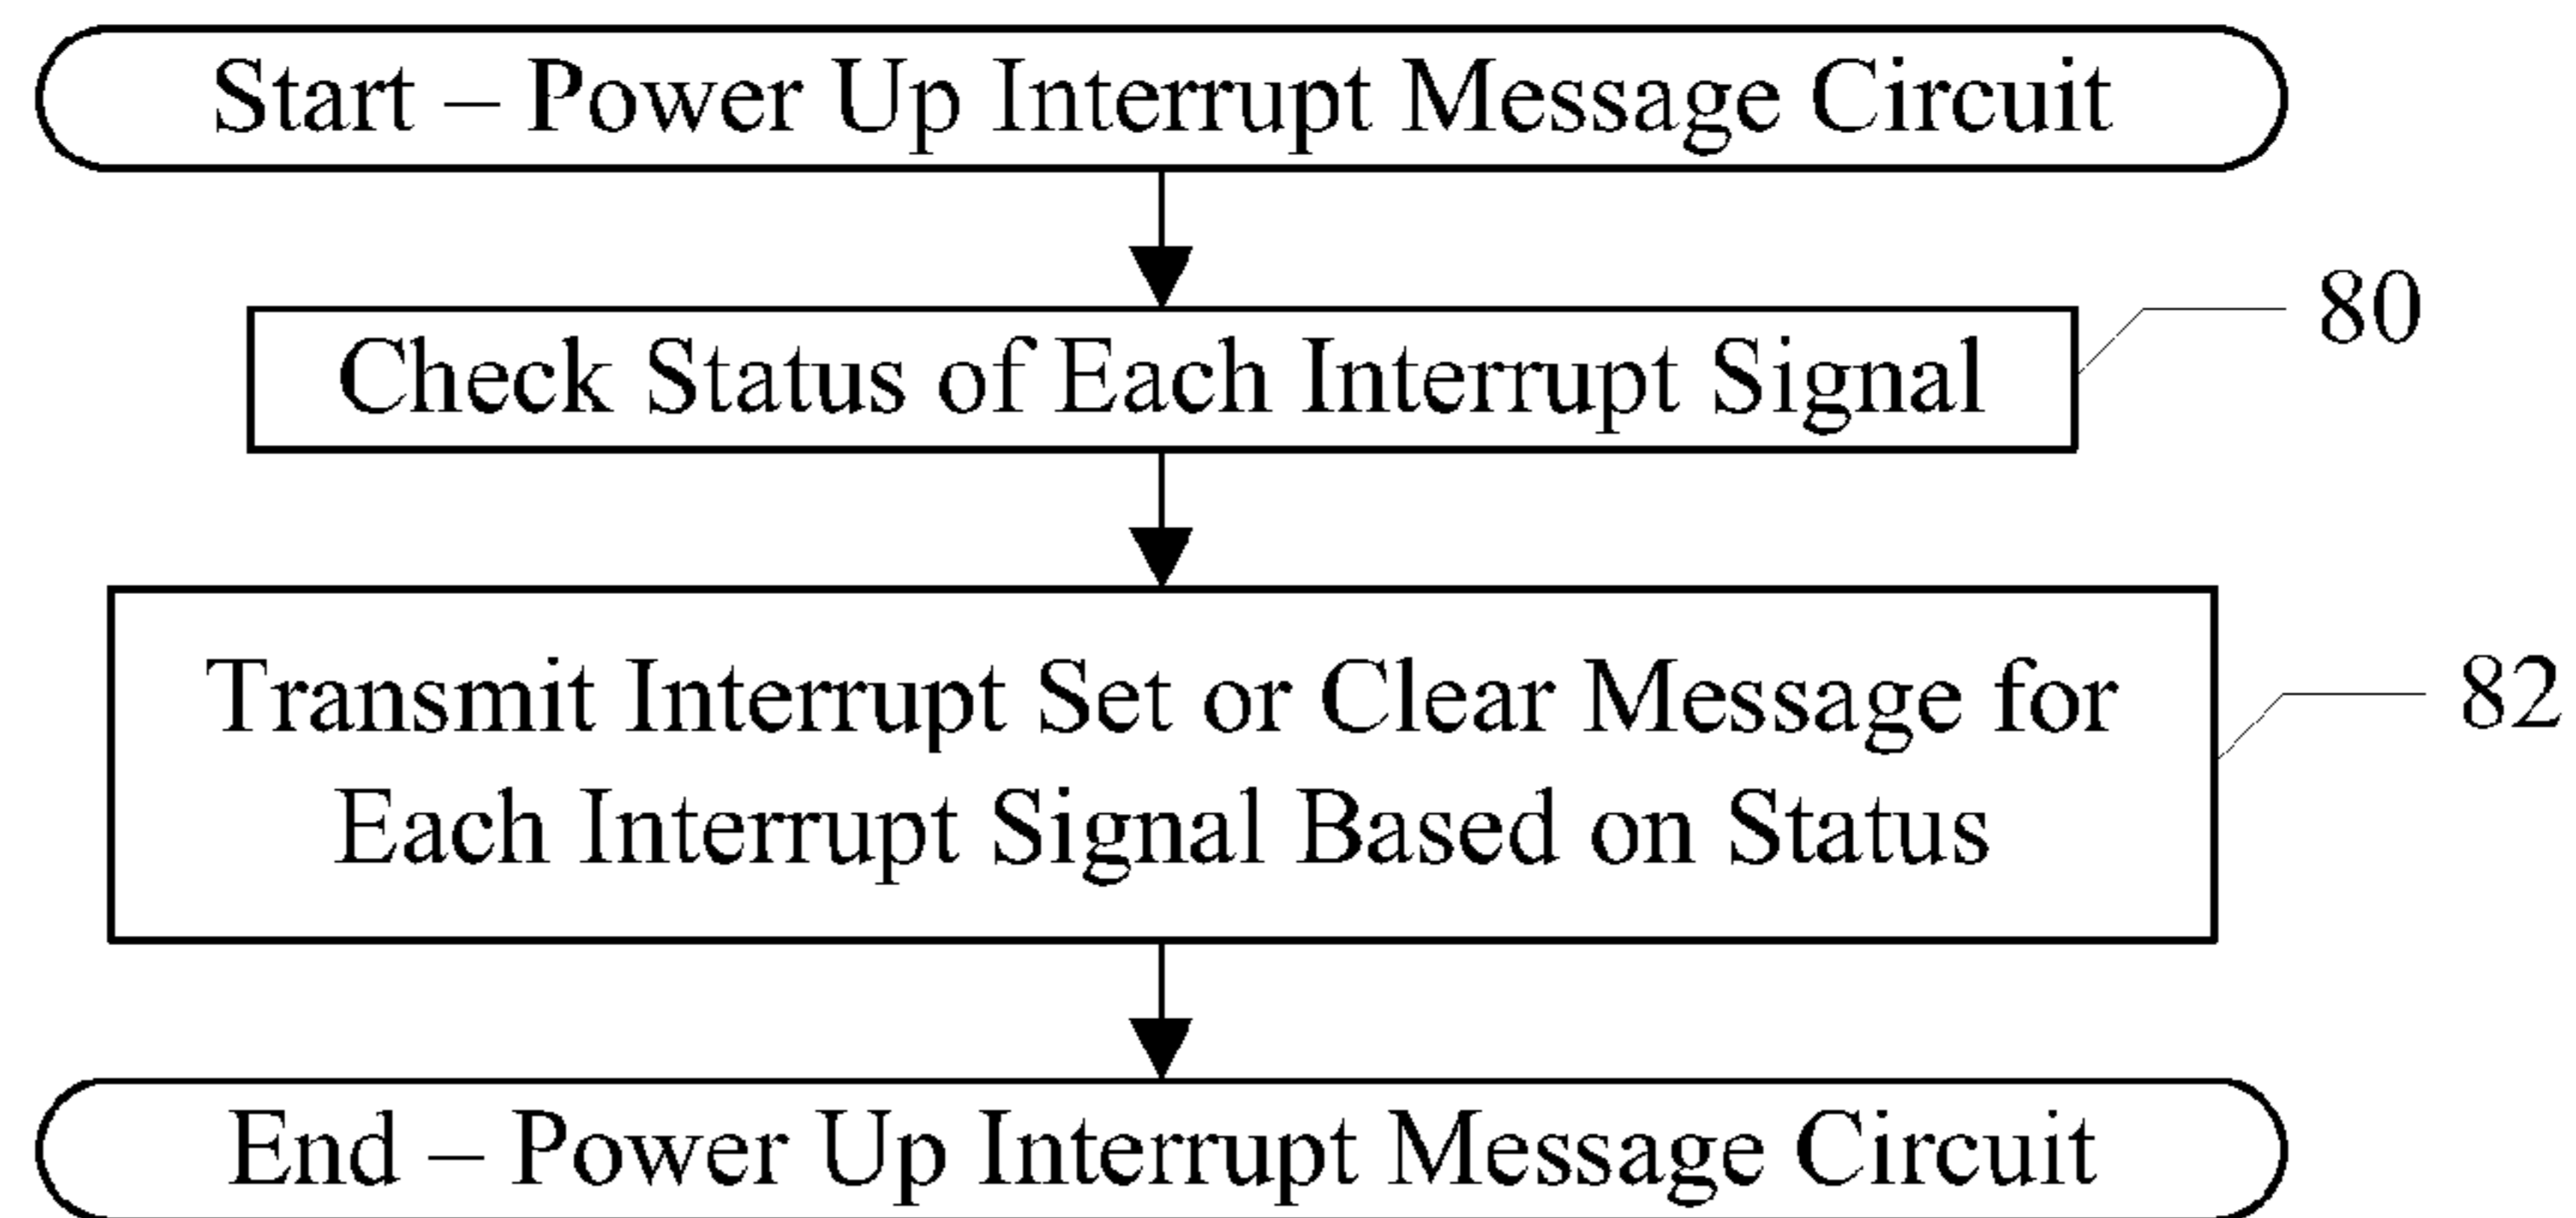 Start – Power Up Interrupt Message Circuit
80
Check Status of Each Interrupt Signal
82
Transmit Interrupt Set or Clear Message for
Each Interrupt Signal Based on Status
End – Power Up Interrupt Message Circuit